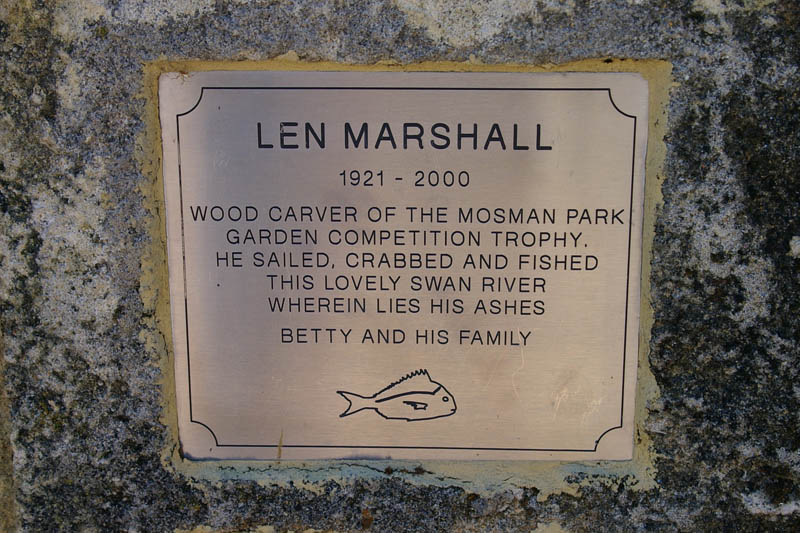 LEN MARSHALL
1921 - 2000
WOOD CARVER OF THE MOSMAN PARK
GARDEN COMPETITION TROPHY.
HE SAILED, CRABBED AND FISHED
THIS LOVELY SWAN RIVER
WHEREIN LIES HIS ASHES
BETTY AND HIS FAMILY